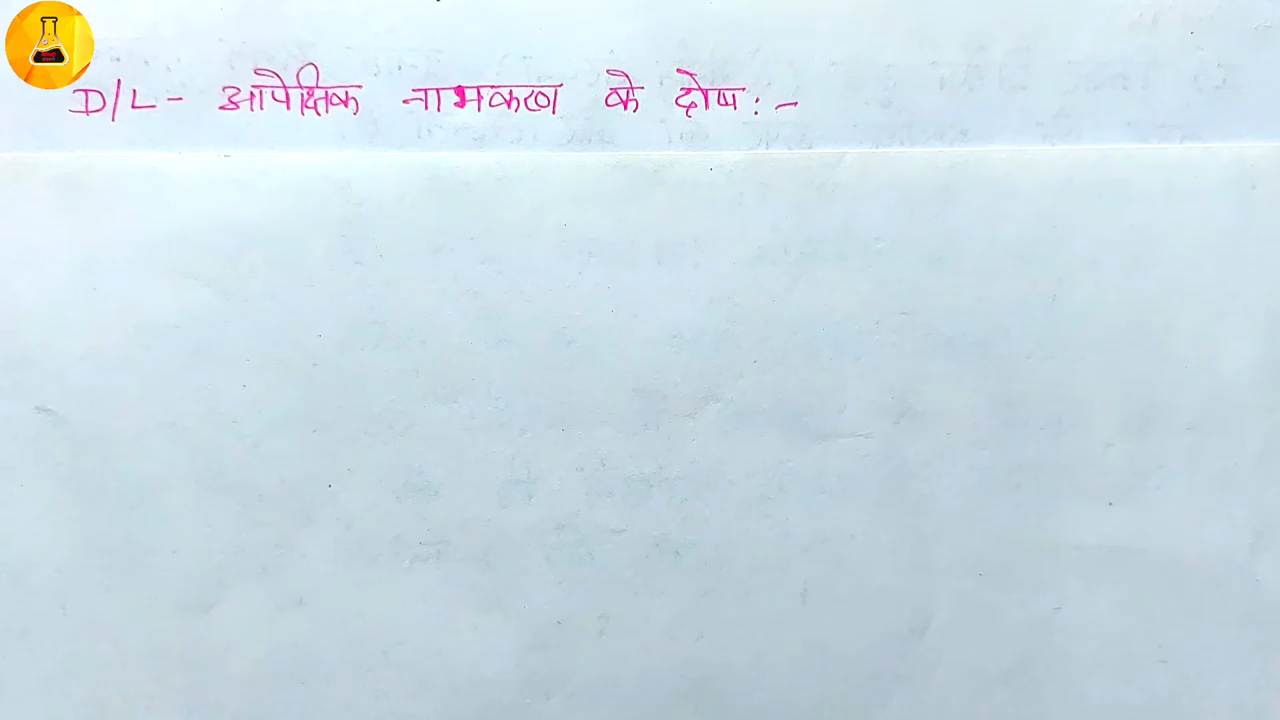 D/L- आपेक्षिक नामकरण के दोष:-